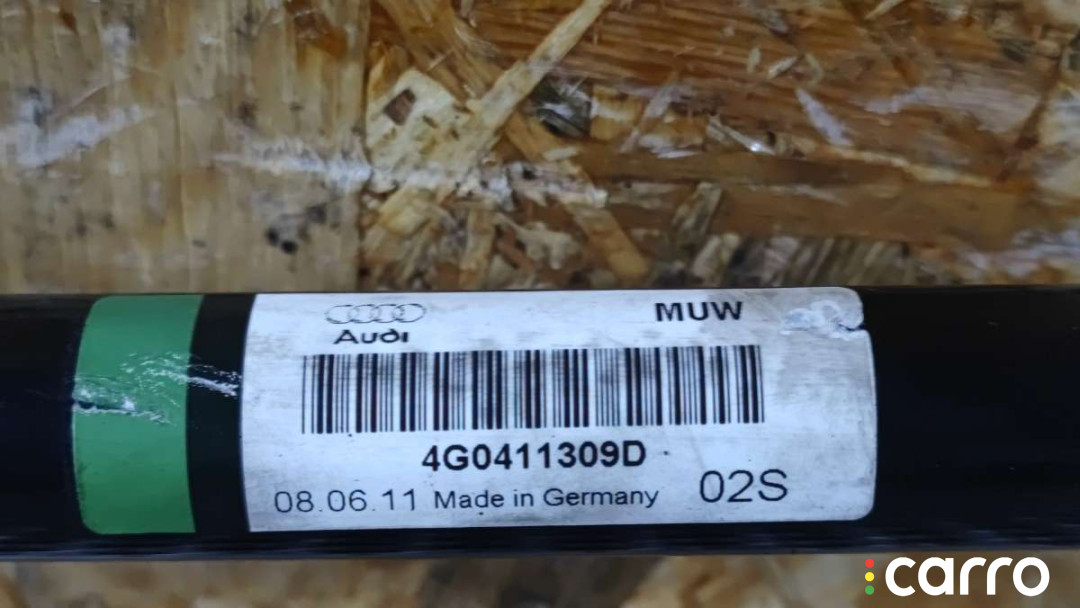 MUW
Audi
4G0411309D
08.06.11 Made in Germany 02S
carro